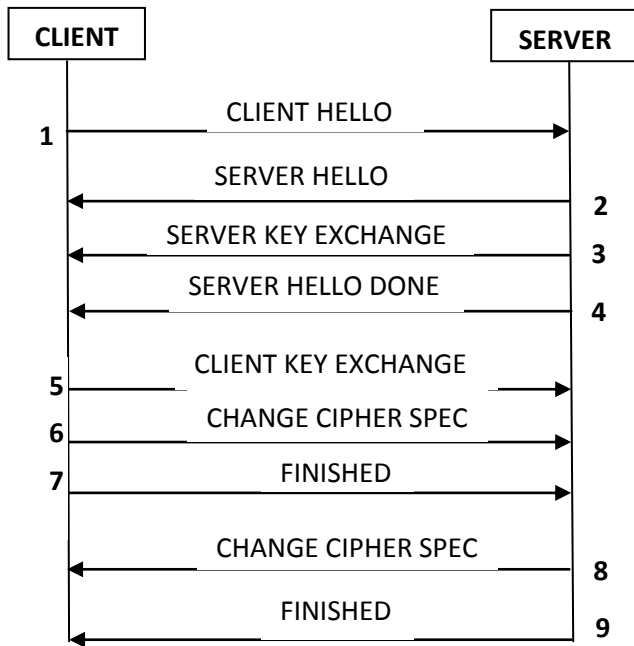 CLIENT
SERVER
CLIENT HELLO
1
SERVER HELLO
2
SERVER KEY EXCHANGE
3
SERVER HELLO DONE
4
CLIENT KEY EXCHANGE
5
CHANGE CIPHER SPEC
6
FINISHED
7
CHANGE CIPHER SPEC
8
FINISHED
9